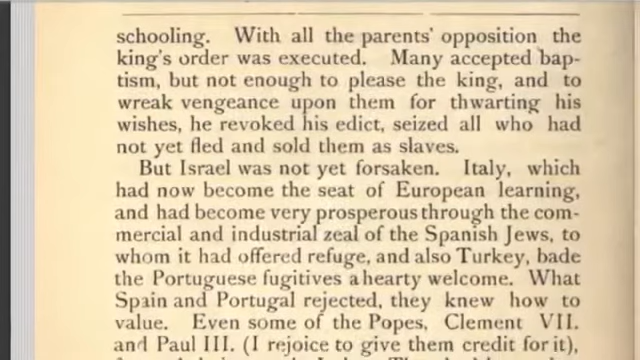 schooling. With all the parents' opposition the
king's order was executed. Many accepted bap-
tism, but not enough to please the king, and to
wreak vengeance upon them for thwarting his
wishes, he revoked his edict, seized all who had
not yet fled and sold them as slaves.
But Israel was not yet forsaken. Italy, which
had now become the seat of European learning,
and had become very prosperous through the com-
mercial and industrial zeal of the Spanish Jews, to
whom it had offered refuge, and also Turkey, bade
the Portuguese fugitives a hearty welcome. What
Spain and Portugal rejected, they knew how to
value. Even some of the Popes, Clement VII.
and Paul III. (I rejoice to give them credit for it),